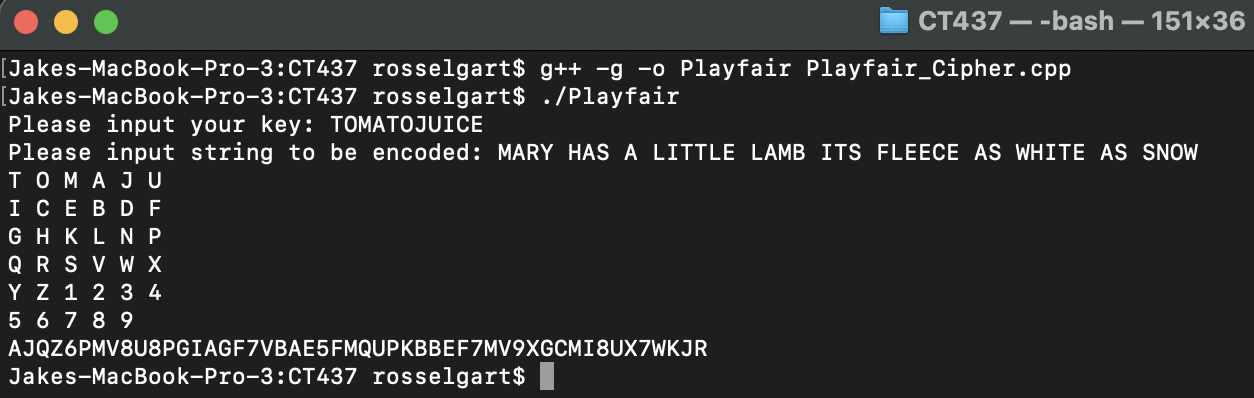 CT437 — -bash — 151×36
[Jakes-MacBook-Pro-3:CT437 rosselgart$ g++ -g -o Playfair Playfair_Cipher.cpp
[Jakes-MacBook-Pro-3:CT437 rosselgart$ ./Playfair
Please input your key: TOMATOJUICE
Please input string to be encoded: MARY HAS A LITTLE LAMB ITS FLEECE AS WHITE AS SNOW
T O M A J U
I C E B D F
G H K L N P
Q R S V W X
Y Z 1 2 3 4
5 6 7 8 9
AJQZ6PMV8U8PGIAGF7VBAE5FMQUPKBBEF7MV9XGCMI8UX7WKJR
Jakes-MacBook-Pro-3:CT437 rosselgart$